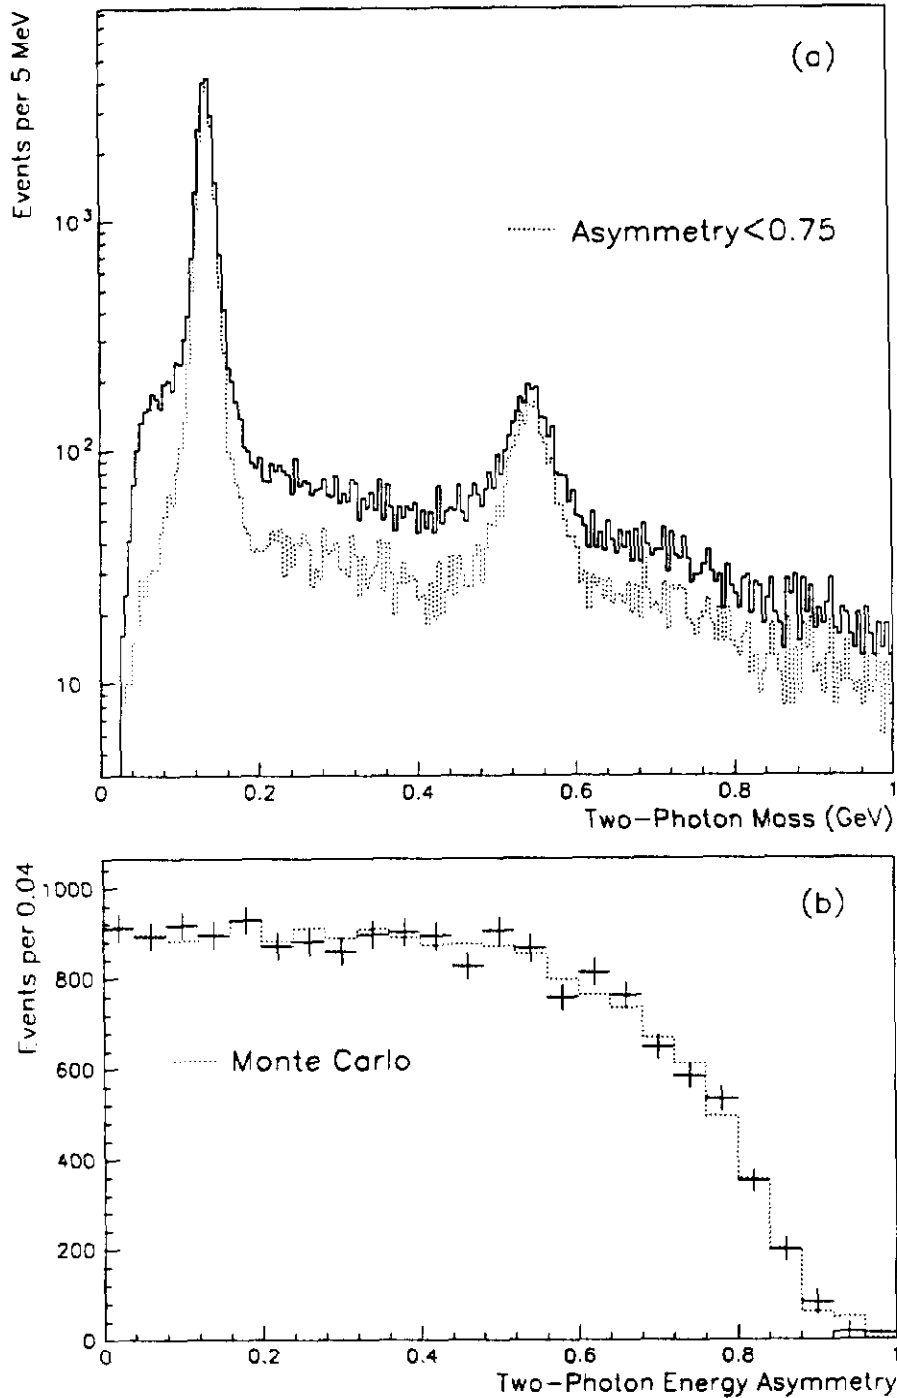 (a)
Events per 5 MeV
10³
10²
10
Asymmetry<0.75
0 0.2 0.4 0.6 0.8 1
Two-Photon Mass (GeV)
(b)
Events per 0.04
1000
800
600
400
200
0
Monte Carlo
0.2 0.4 0.6 0.8 1
Two-Photon Energy Asymmetry